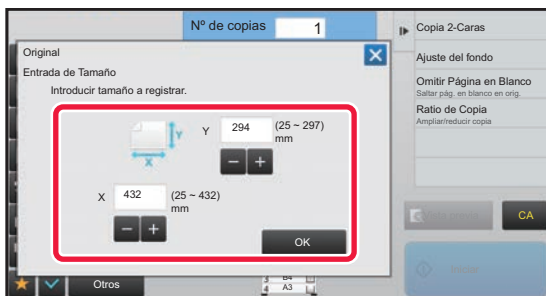 Nº de copias 1
Original
Entrada de Tamaño
Introducir tamaño a registrar.
Y
X
Y 294 (25 ~ 297)
mm
X 432 (25 ~ 432)
mm
OK
Otros
B4
4 A3
Copia 2-Caras
Ajuste del fondo
Omitir Página en Blanco
Saltar pág. en blanco en orig.
Ratio de Copia
Ampliar/reducir copia
CA